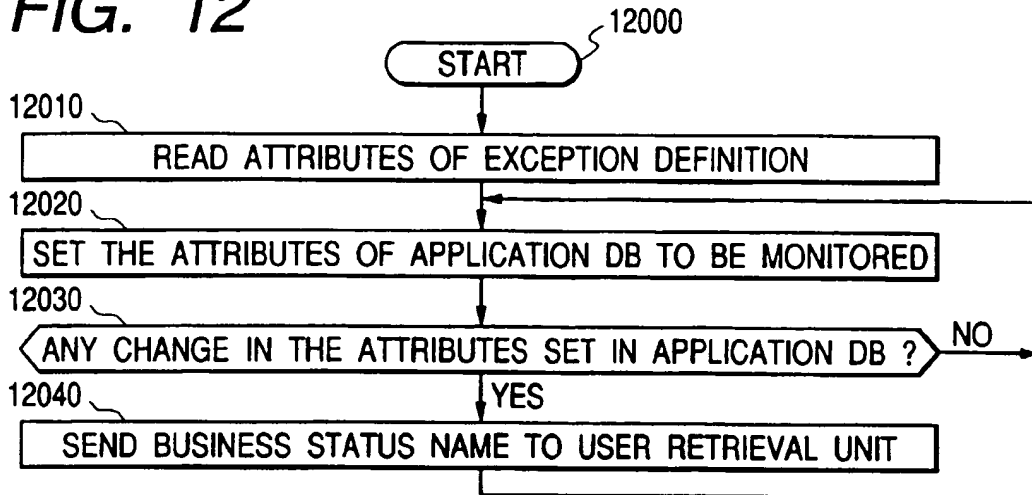 FIG. 12
12000
START
12010
READ ATTRIBUTES OF EXCEPTION DEFINITION
12020
SET THE ATTRIBUTES OF APPLICATION DB TO BE MONITORED
12030
ANY CHANGE IN THE ATTRIBUTES SET IN APPLICATION DB ?
NO
YES
12040
SEND BUSINESS STATUS NAME TO USER RETRIEVAL UNIT